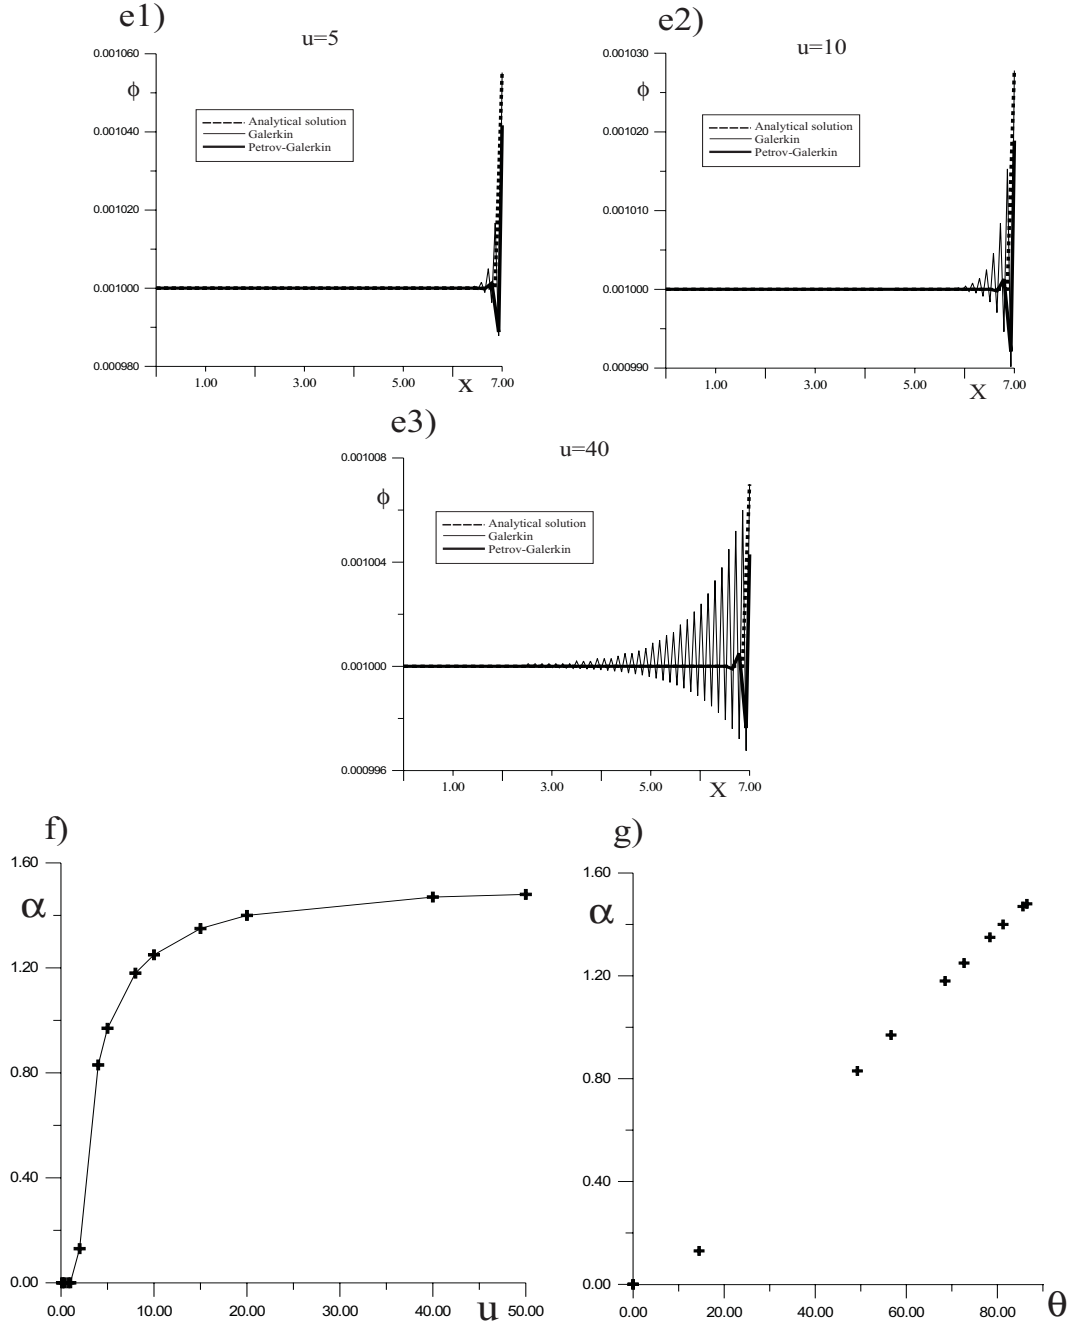 e1)
u=5
0.001060
ϕ
0.001040
0.001020
0.001000
0.000980
Analytical solution
Galerkin
Petrov-Galerkin
1.00 3.00 5.00 X 7.00
e2)
u=10
0.001030
ϕ
0.001020
0.001010
0.001000
0.000990
Analytical solution
Galerkin
Petrov-Galerkin
1.00 3.00 5.00 X 7.00
e3)
u=40
0.001008
ϕ
0.001004
0.001000
0.000996
Analytical solution
Galerkin
Petrov-Galerkin
1.00 3.00 5.00 X 7.00
f)
1.60
α
1.20
0.80
0.40
0.00
0.00 10.00 20.00 30.00 40.00 u 50.00
g)
1.60
α
1.20
0.80
0.40
0.00
0.00 20.00 40.00 60.00 80.00 θ